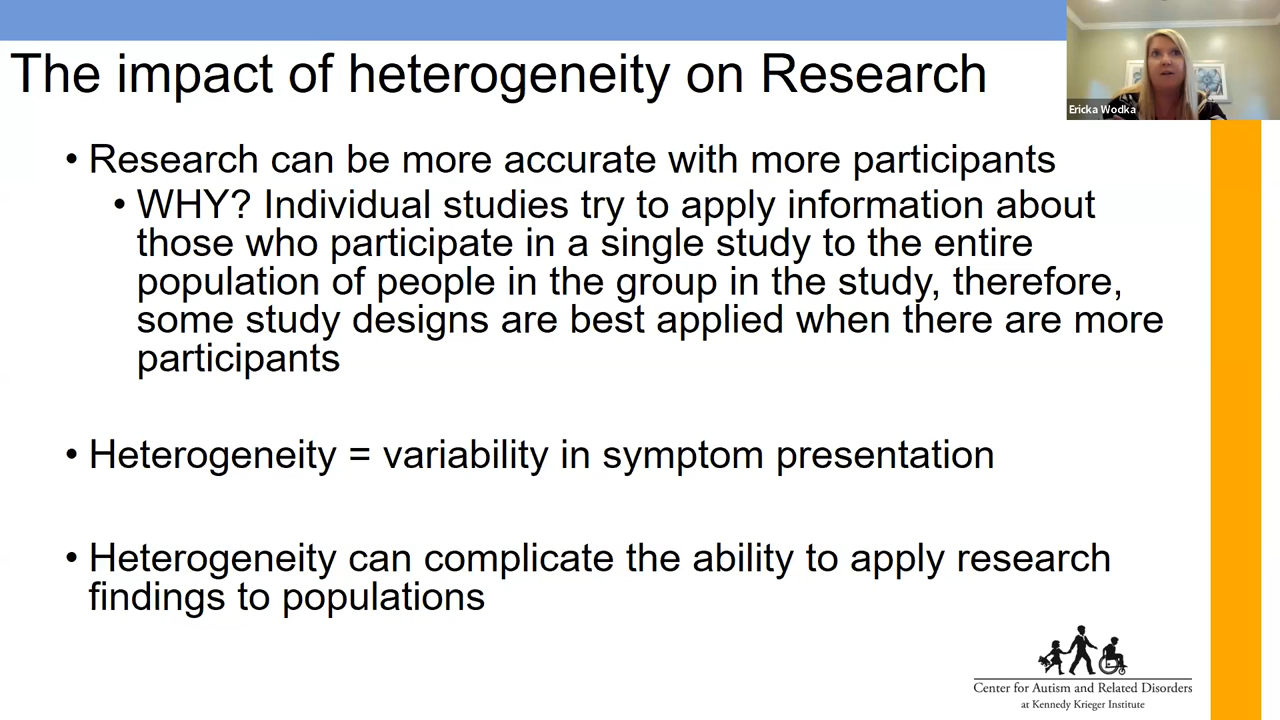 The impact of heterogeneity on Research
Ericka Wodka
• Research can be more accurate with more participants
• WHY? Individual studies try to apply information about
those who participate in a single study to the entire
population of people in the group in the study, therefore,
some study designs are best applied when there are more
participants
• Heterogeneity = variability in symptom presentation
• Heterogeneity can complicate the ability to apply research
findings to populations
Center for Autism and Related Disorders
at Kennedy Krieger Institute